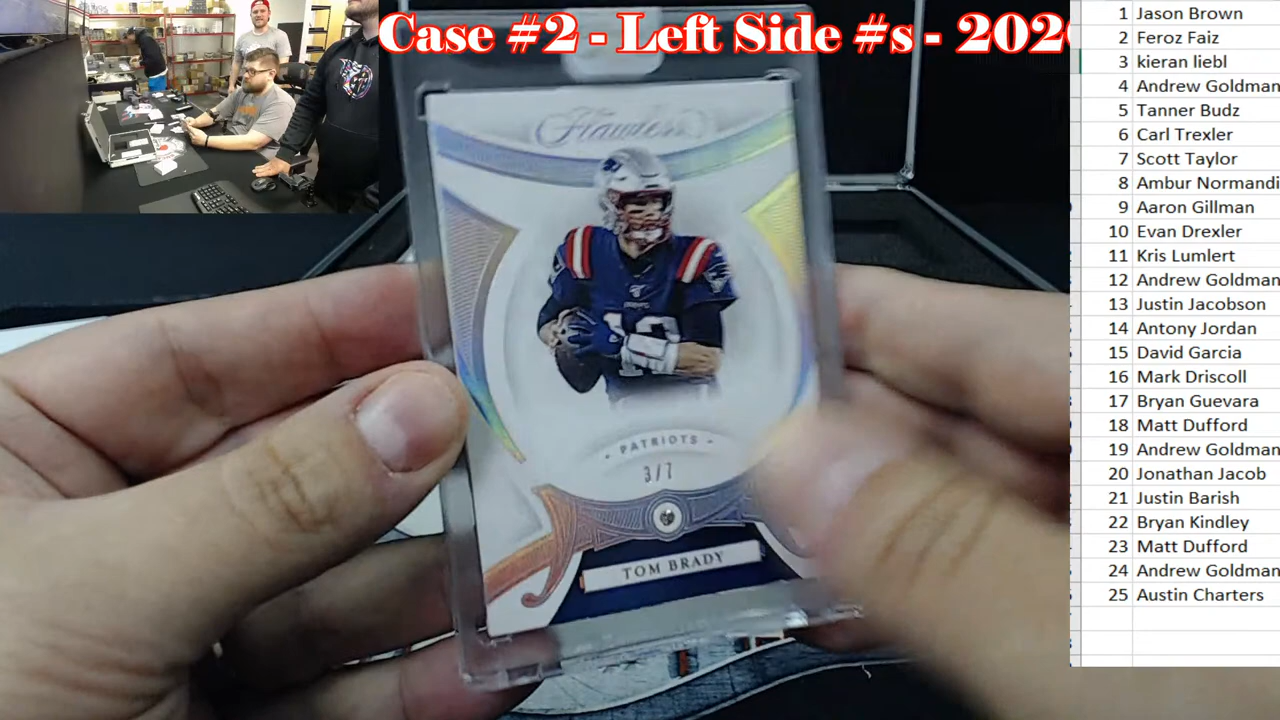 Case #2 - Left Side #s - 202
Flawless
- PATRIOTS -
3/7
TOM BRADY
1 Jason Brown
2 Feroz Faiz
3 kieran liebl
4 Andrew Goldman
5 Tanner Budz
6 Carl Trexler
7 Scott Taylor
8 Ambur Normandi
9 Aaron Gillman
10 Evan Drexler
11 Kris Lumlert
12 Andrew Goldman
13 Justin Jacobson
14 Antony Jordan
15 David Garcia
16 Mark Driscoll
17 Bryan Guevara
18 Matt Dufford
19 Andrew Goldman
20 Jonathan Jacob
21 Justin Barish
22 Bryan Kindley
23 Matt Dufford
24 Andrew Goldman
25 Austin Charters